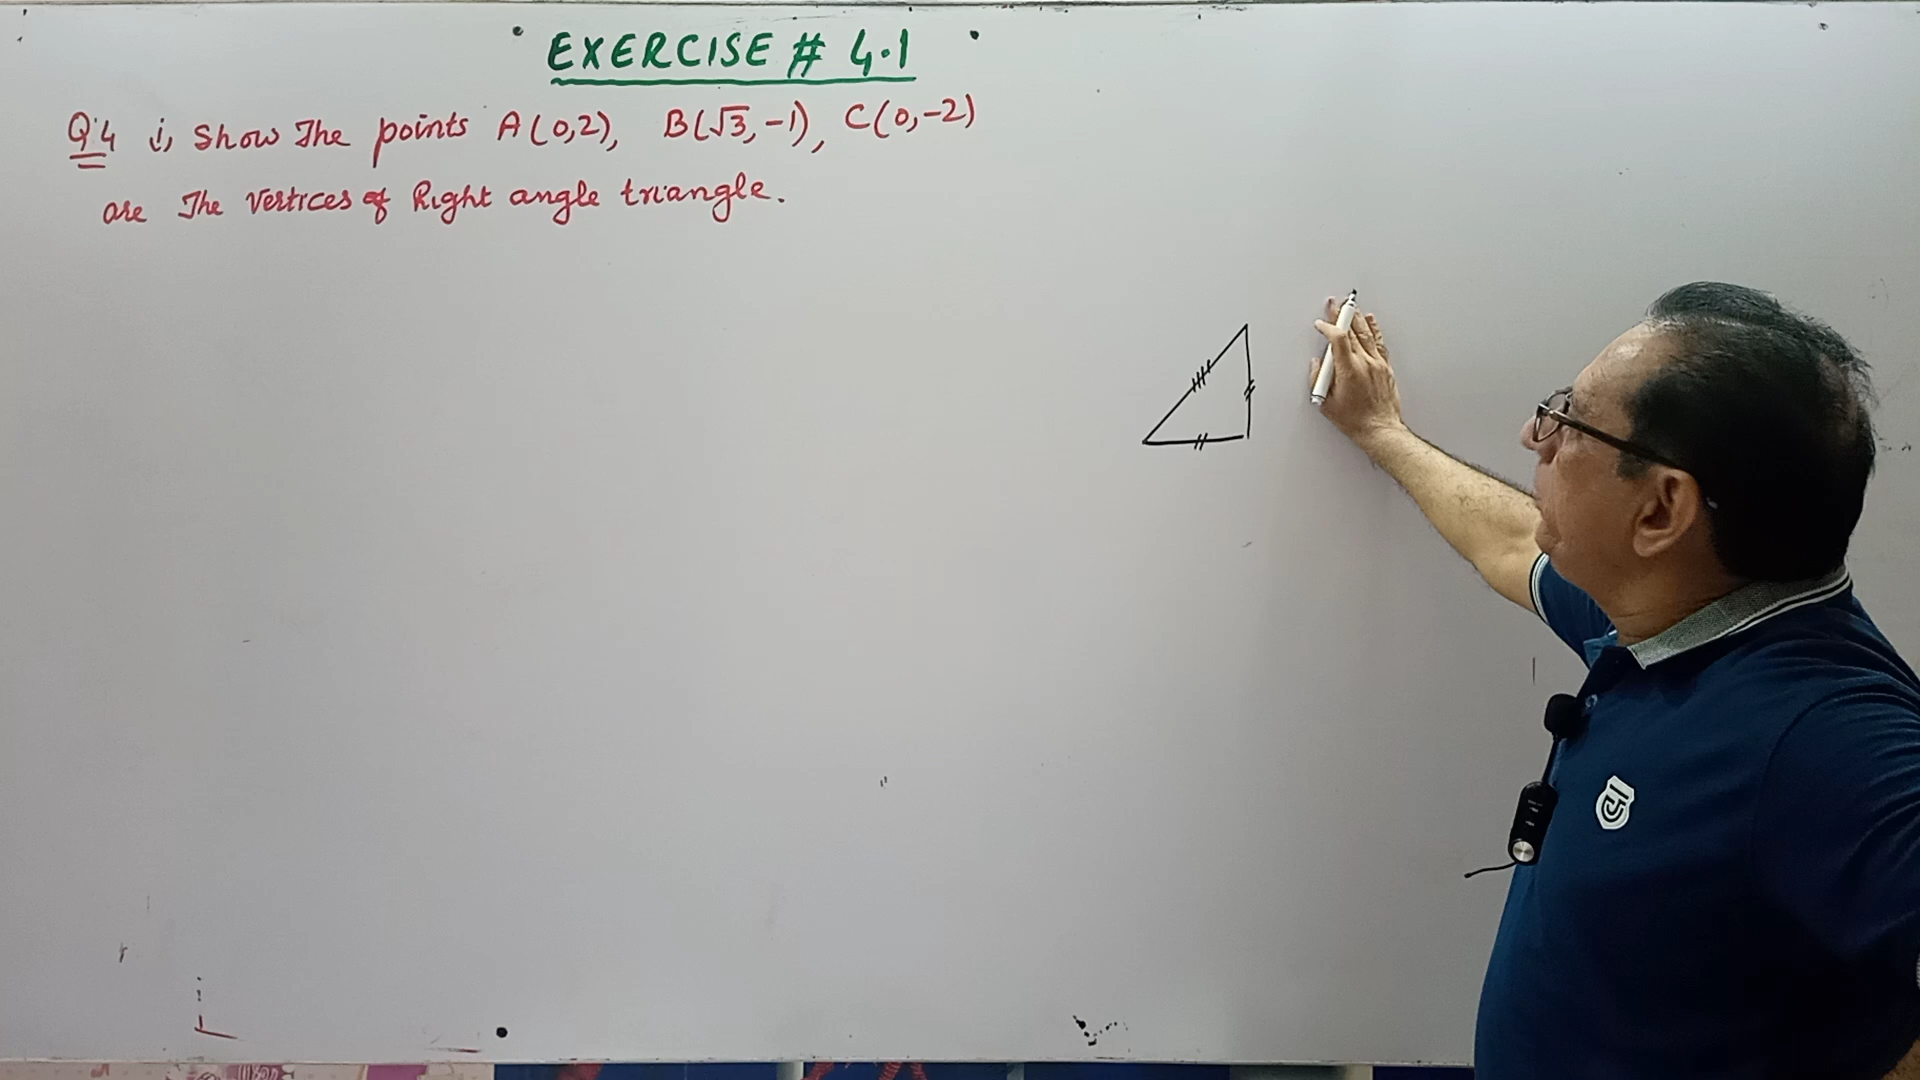 EXERCISE # 4.1
Q.4 i, Show The points A(0,2), B(√3,-1), C(0,-2)
are The vertices of Right angle triangle.